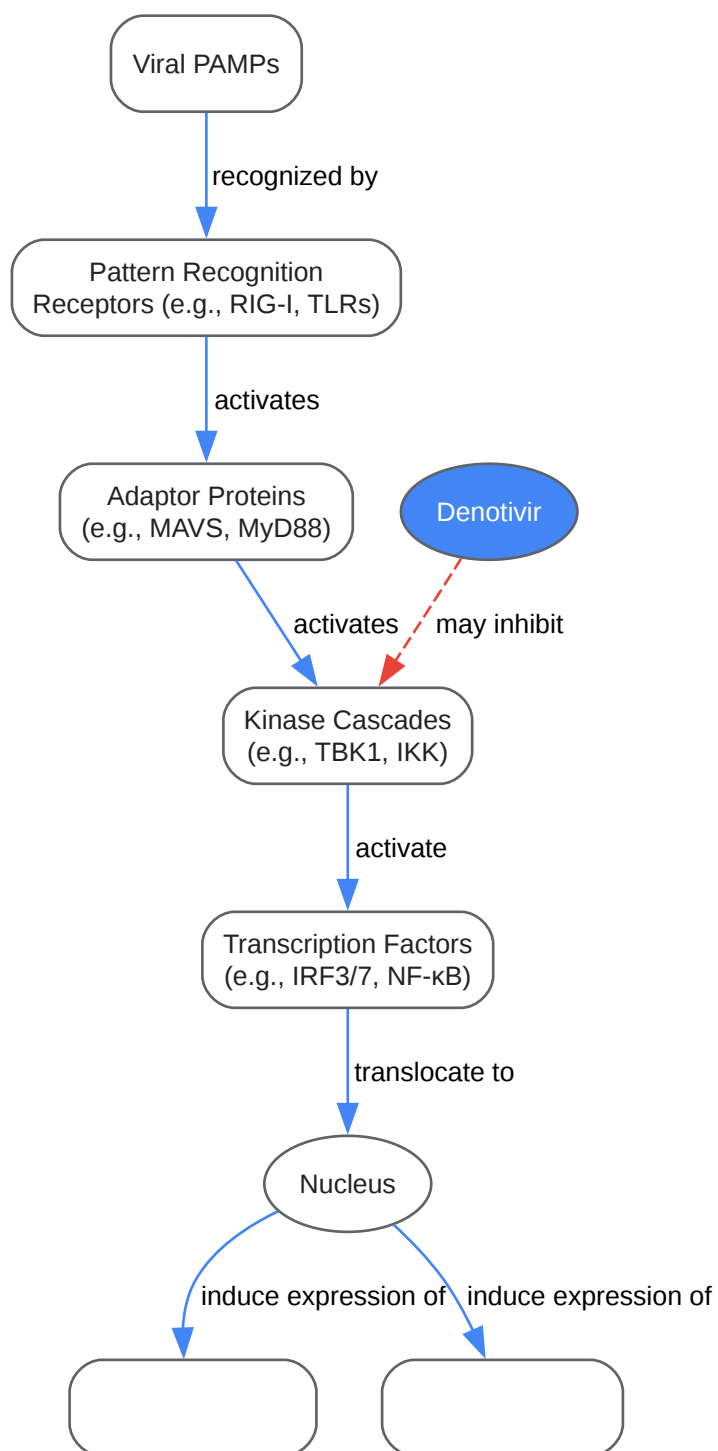 Viral PAMPs
recognized by
Pattern Recognition
Receptors (e.g., RIG-I, TLRs)
activates
Adaptor Proteins
(e.g., MAVS, MyD88)
Denotivir
activates
may inhibit
Kinase Cascades
(e.g., TBK1, IKK)
activate
Transcription Factors
(e.g., IRF3/7, NF-κB)
translocate to
Nucleus
induce expression of
induce expression of